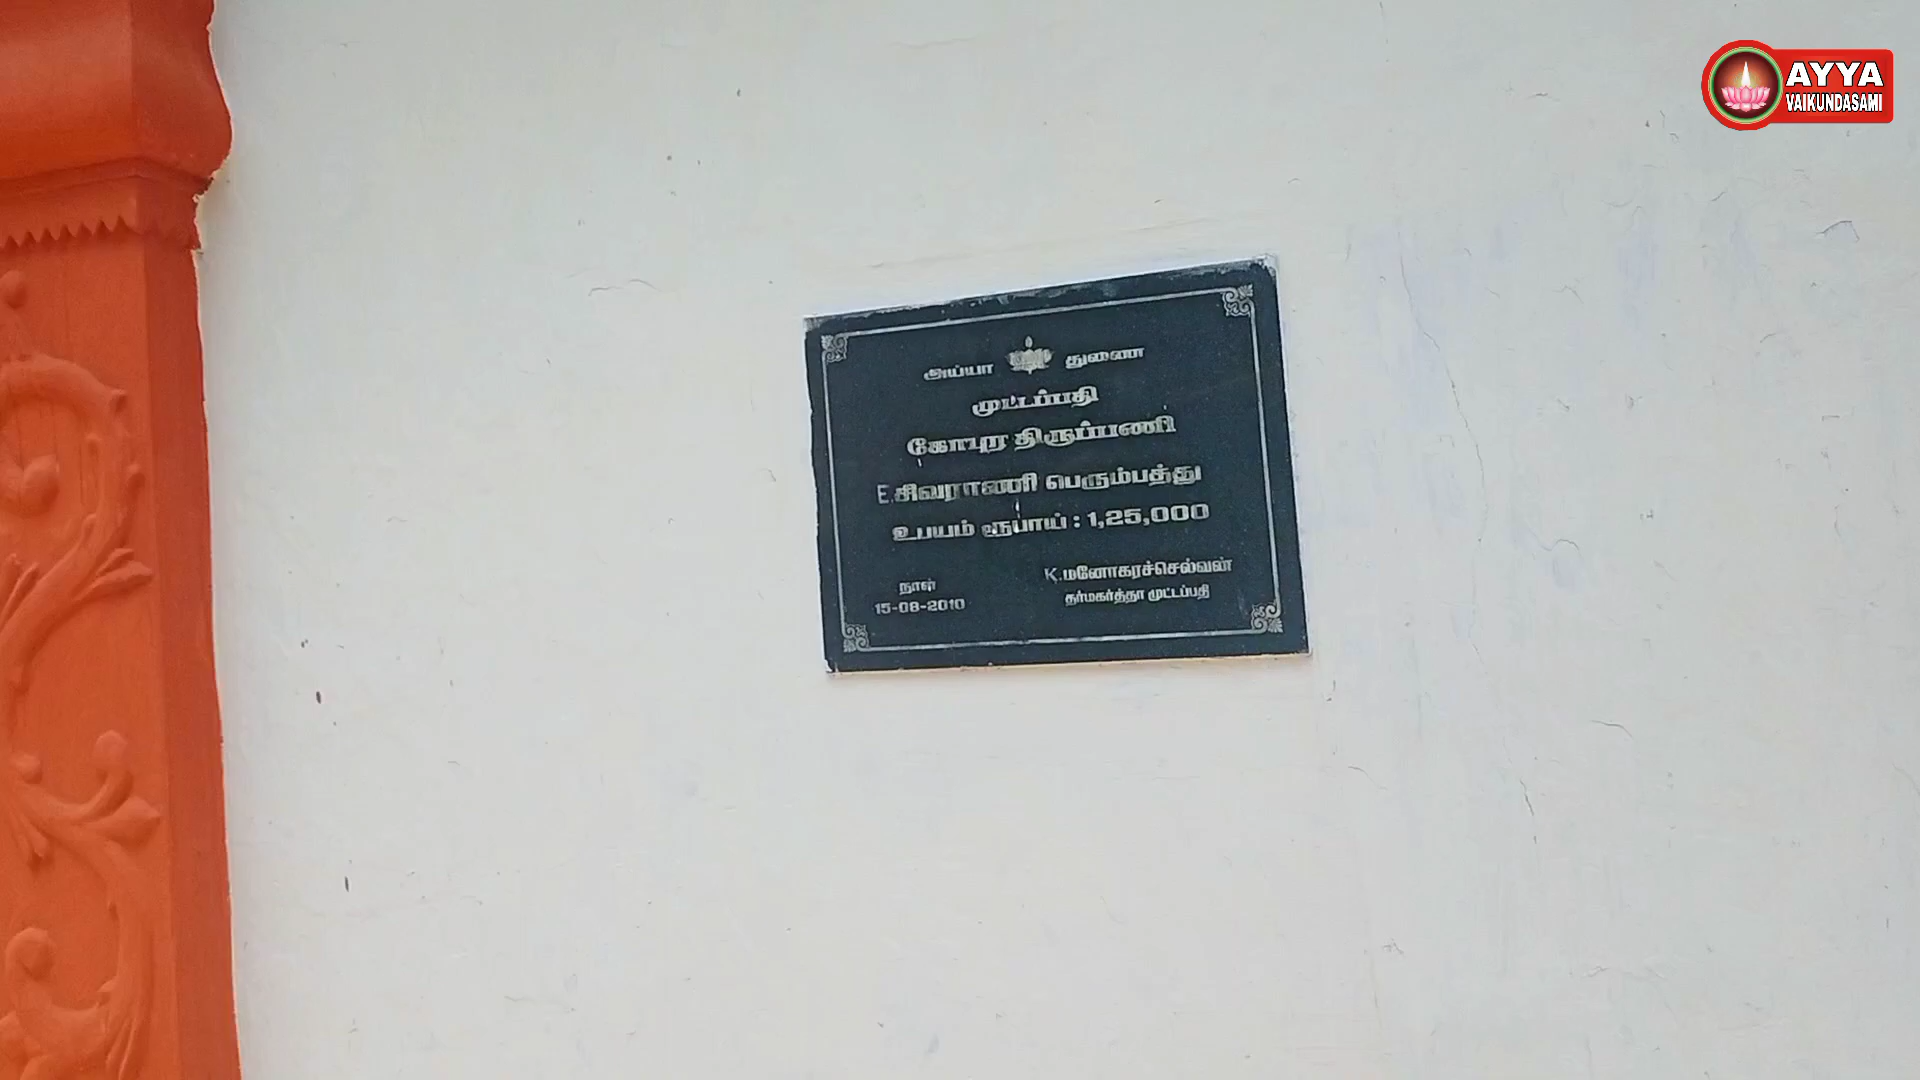 AYYA
VAIKUNDASAMI
அய்யா துணை
முட்டப்பதி
கோபுர திருப்பணி
E.சிவராணி பெரும்பத்து
உபயம் ரூபாய் : 1,25,000
நாள்
15-08-2010
K.மனோகரச்செல்வன்
தர்மகர்த்தா முட்டப்பதி